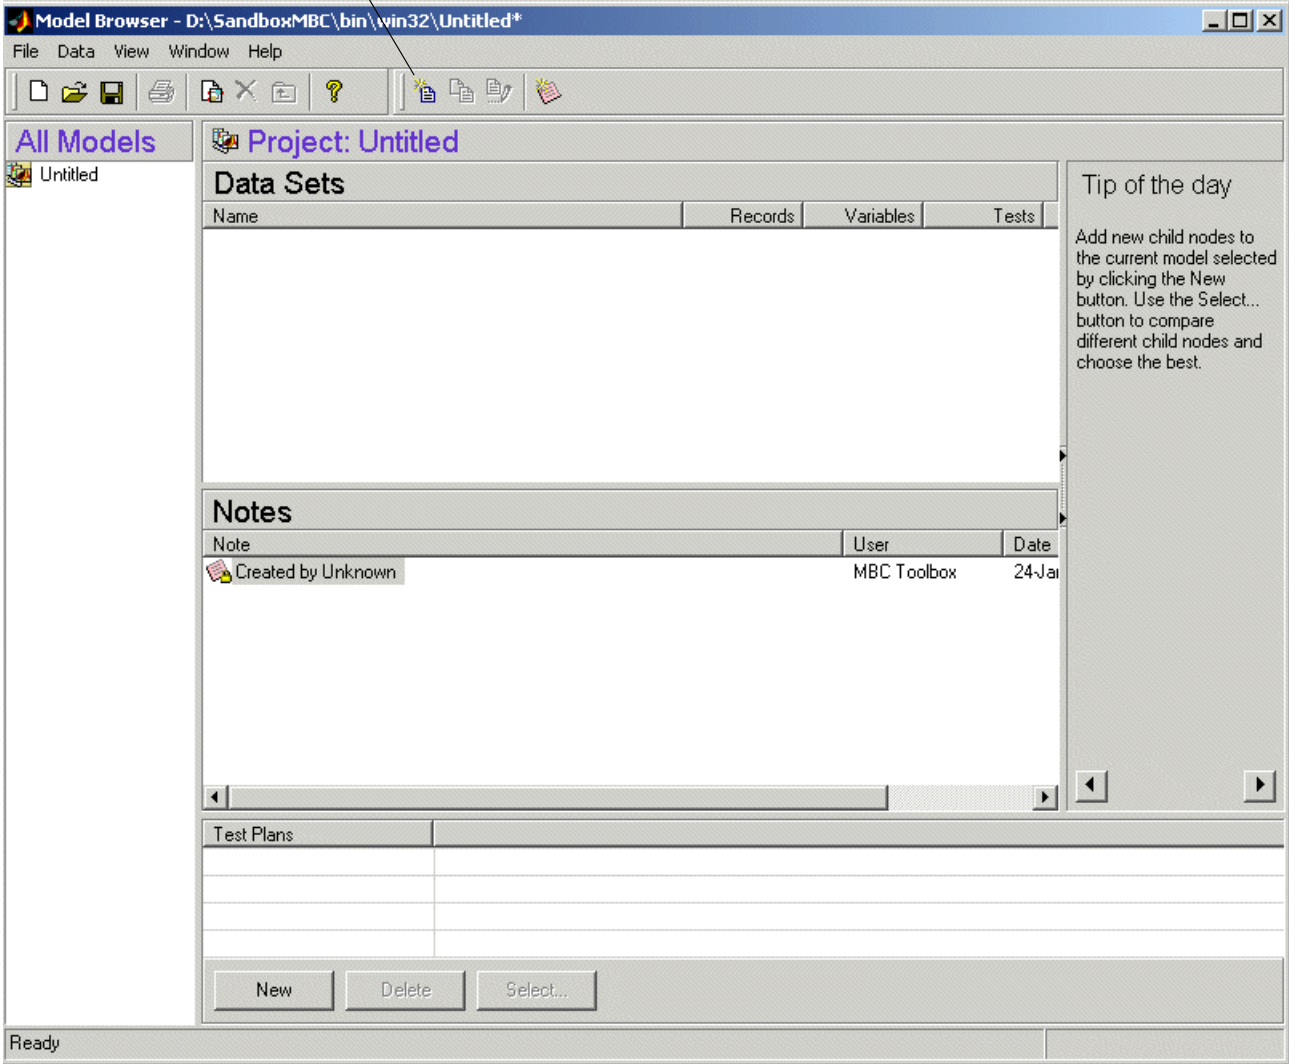 Model Browser - D:\SandboxMBC\bin\win32\Untitled*
File Data View Window Help
All Models
Project: Untitled
Untitled
Data Sets
Name Records Variables Tests
Tip of the day
Add new child nodes to
the current model selected
by clicking the New
button. Use the Select...
button to compare
different child nodes and
choose the best.
Notes
Note User Date
Created by Unknown MBC Toolbox 24-Jan
Test Plans
New Delete Select...
Ready